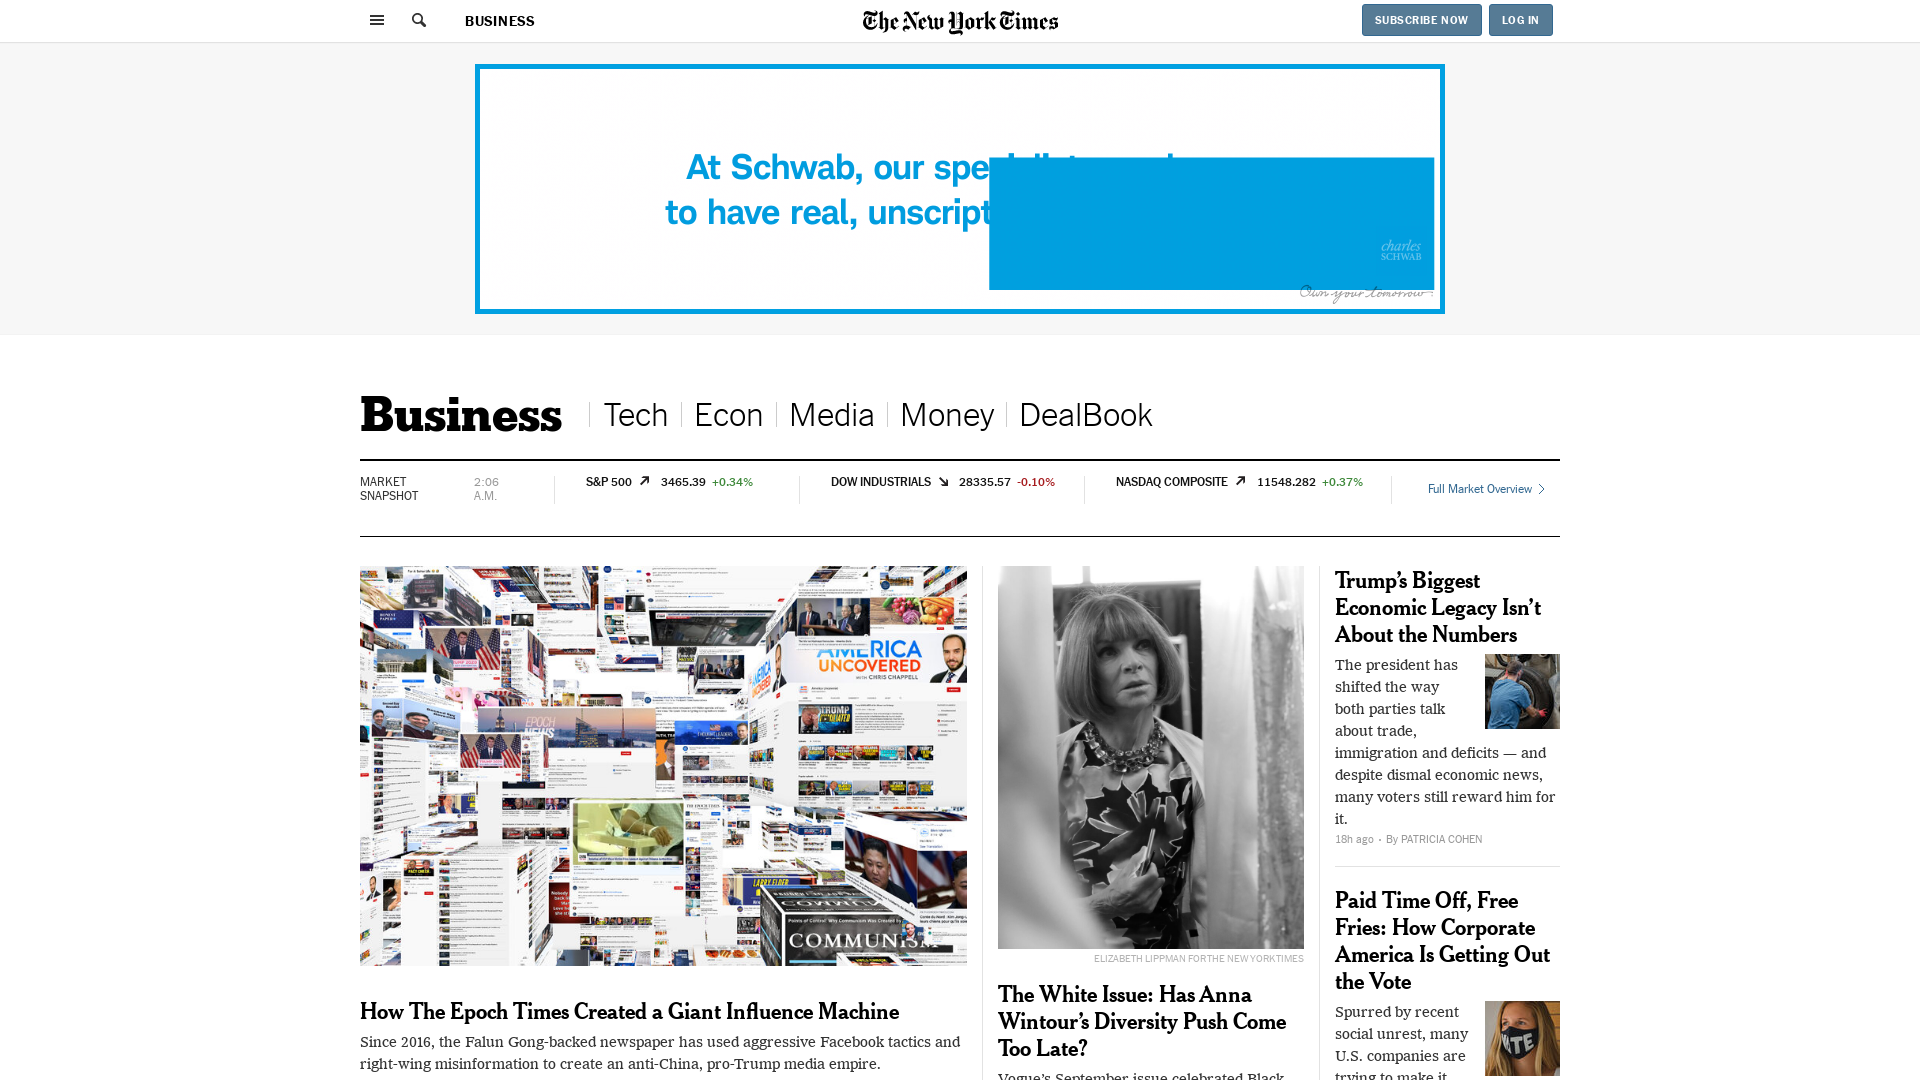 BUSINESS
The New York Times
SUBSCRIBE NOW
LOG IN
At Schwab, our
to have real,
charles
SCHWAB
Own your tomorrow
Business
Tech
Econ
Media
Money
DealBook
MARKET
SNAPSHOT
2:06
A.M.
S&P 500 3465.39 +0.34%
DOW INDUSTRIALS 28335.57 -0.10%
NASDAQ COMPOSITE 11548.282 +0.37%
Full Market Overview
AMERICA
UNCOVERED
WITH CHRIS CHAPPELL
EPOCH
NEWS
LARRY ELDER
COMMUNISM
How The Epoch Times Created a Giant Influence Machine
Since 2016, the Falun Gong-backed newspaper has used aggressive Facebook tactics and
right-wing misinformation to create an anti-China, pro-Trump media empire.
ELIZABETH LIPPMAN FOR THE NEW YORK TIMES
The White Issue: Has Anna
Wintour's Diversity Push Come
Too Late?
Vogue's September issue celebrated Black
Trump's Biggest
Economic Legacy Isn't
About the Numbers
The president has
shifted the way
both parties talk
about trade,
immigration and deficits — and
despite dismal economic news,
many voters still reward him for
it.
18h ago • By PATRICIA COHEN
Paid Time Off, Free
Fries: How Corporate
America Is Getting Out
the Vote
Spurred by recent
social unrest, many
U.S. companies are
trying to make it